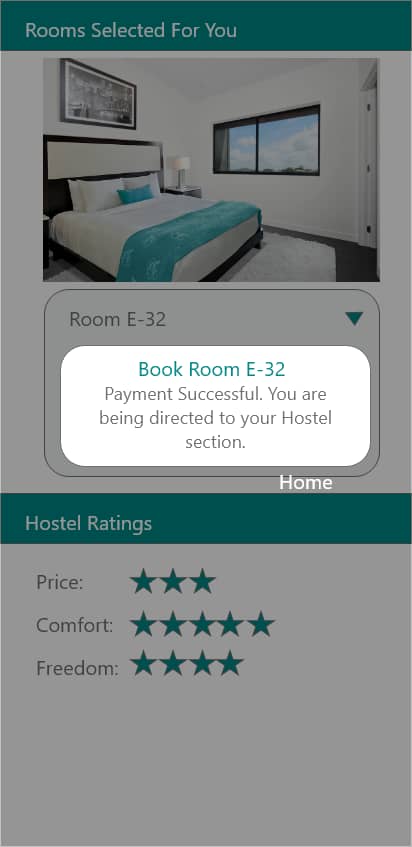 Rooms Selected For You
Room E-32
Book Room E-32
Payment Successful. You are
being directed to your Hostel
section.
Home
Hostel Ratings
Price:
Comfort:
Freedom: